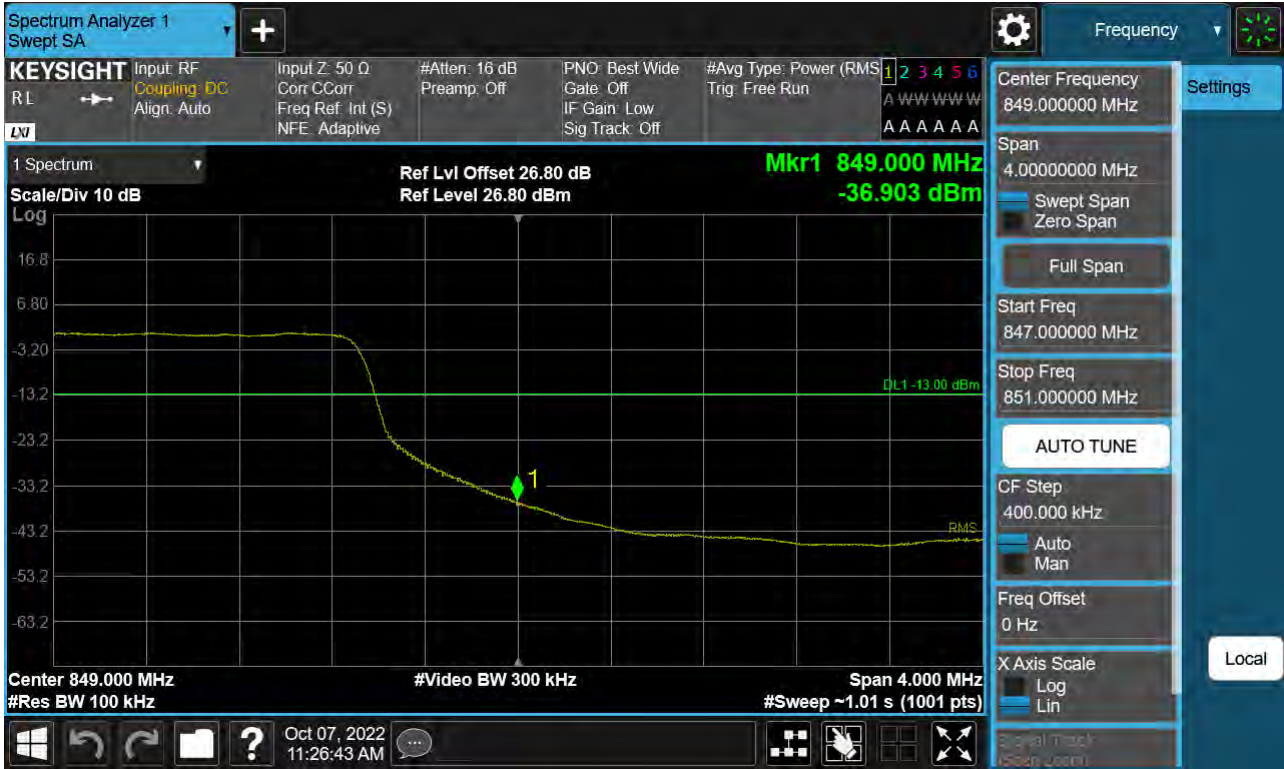 Spectrum Analyzer 1
Swept SA
Frequency
KEYSIGHT
R L
LXI
Input: RF
Coupling: DC
Align: Auto
Input Z: 50 Ω
Corr CCorr
Freq Ref: Int (S)
NFE: Adaptive
#Atten: 16 dB
Preamp: Off
PNO: Best Wide
Gate: Off
IF Gain: Low
Sig Track: Off
#Avg Type: Power (RMS
Trig: Free Run
1 2 3 4 5 6
A W W W W W
A A A A A A
1 Spectrum
Scale/Div 10 dB
Log
Ref Lvl Offset 26.80 dB
Ref Level 26.80 dBm
Mkr1 849.000 MHz
-36.903 dBm
16.8
6.80
-3.20
-13.2
-23.2
-33.2
-43.2
-53.2
-63.2
DL1 -13.00 dBm
1
RMS
Center 849.000 MHz
#Res BW 100 kHz
#Video BW 300 kHz
Span 4.000 MHz
#Sweep ~1.01 s (1001 pts)
Oct 07, 2022
11:26:43 AM
Center Frequency
849.000000 MHz
Span
4.00000000 MHz
Swept Span
Zero Span
Full Span
Start Freq
847.000000 MHz
Stop Freq
851.000000 MHz
AUTO TUNE
CF Step
400.000 kHz
Auto
Man
Freq Offset
0 Hz
X Axis Scale
Log
Lin
Signal Track
(Span Zoom)
Settings
Local